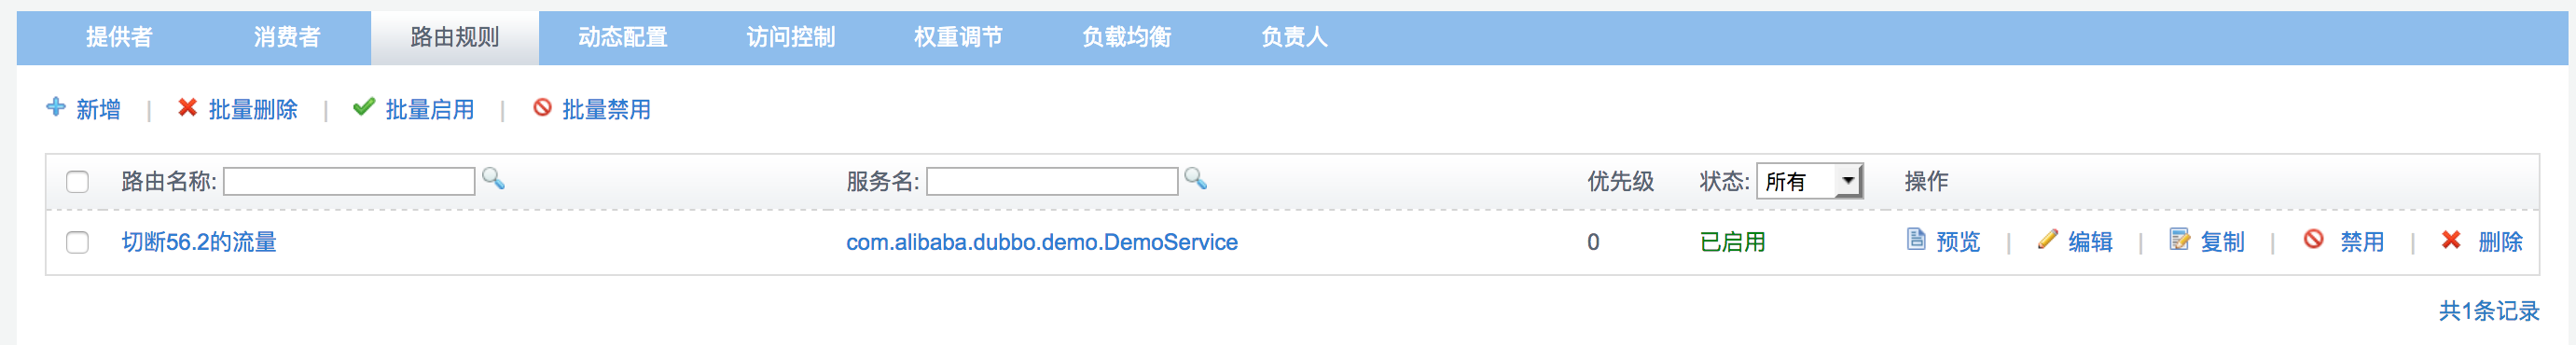 提供者 消费者 路由规则 动态配置 访问控制 权重调节 负载均衡 负责人
新增 | 批量删除 | 批量启用 | 批量禁用
路由名称: 服务名: 优先级 状态: 所有 操作
切断56.2的流量 com.alibaba.dubbo.demo.DemoService 0 已启用 预览 | 编辑 | 复制 | 禁用 | 删除
共1条记录